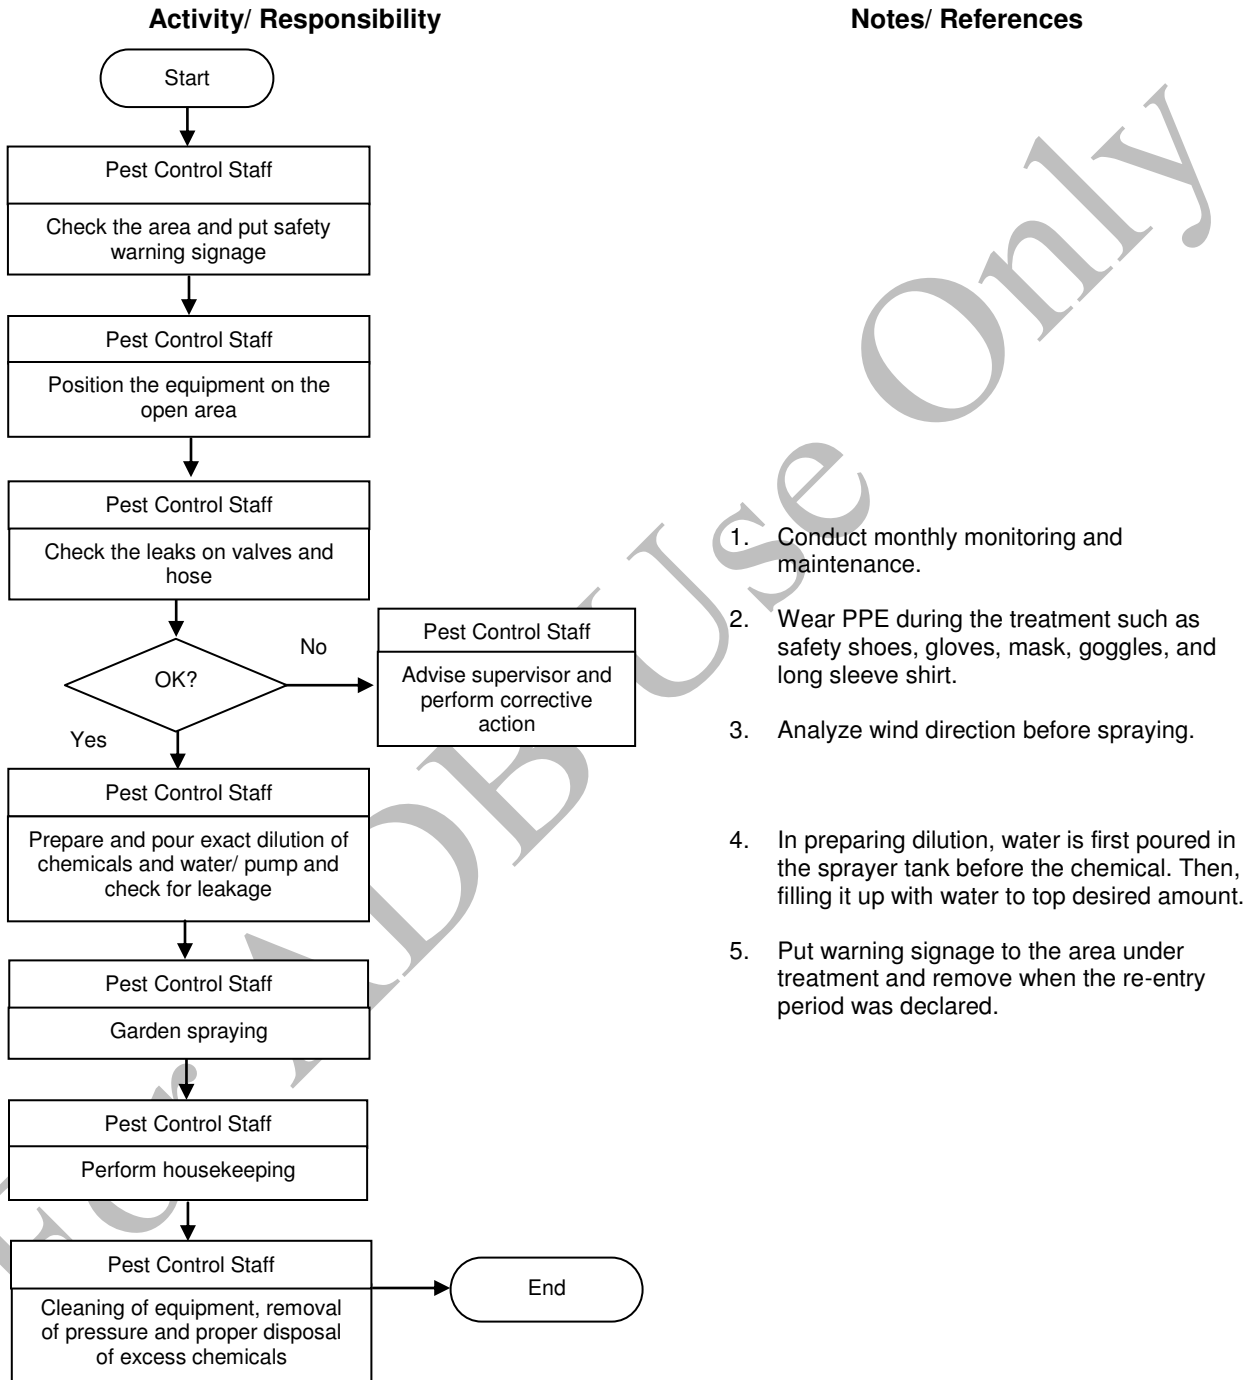 Activity/ Responsibility
Notes/ References
Start
Pest Control Staff
Check the area and put safety
warning signage
Pest Control Staff
Position the equipment on the
open area
Pest Control Staff
Check the leaks on valves and
hose
OK?
No
Pest Control Staff
Advise supervisor and
perform corrective
action
Yes
Pest Control Staff
Prepare and pour exact dilution of
chemicals and water/ pump and
check for leakage
Pest Control Staff
Garden spraying
Pest Control Staff
Perform housekeeping
Pest Control Staff
Cleaning of equipment, removal
of pressure and proper disposal
of excess chemicals
End
1. Conduct monthly monitoring and
maintenance.
2. Wear PPE during the treatment such as
safety shoes, gloves, mask, goggles, and
long sleeve shirt.
3. Analyze wind direction before spraying.
4. In preparing dilution, water is first poured in
the sprayer tank before the chemical. Then,
filling it up with water to top desired amount.
5. Put warning signage to the area under
treatment and remove when the re-entry
period was declared.
For ADB Use Only